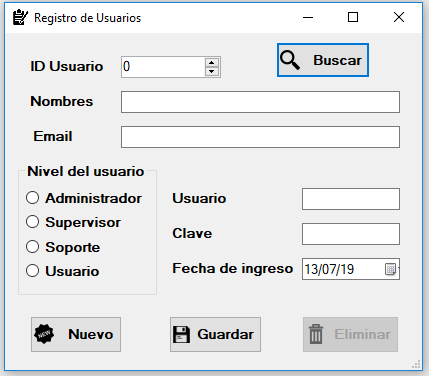 Registro de Usuarios
ID Usuario 0 Buscar
Nombres
Email
Nivel del usuario
Administrador
Supervisor
Soporte
Usuario
Usuario
Clave
Fecha de ingreso 13/07/19
NEW Nuevo Guardar Eliminar